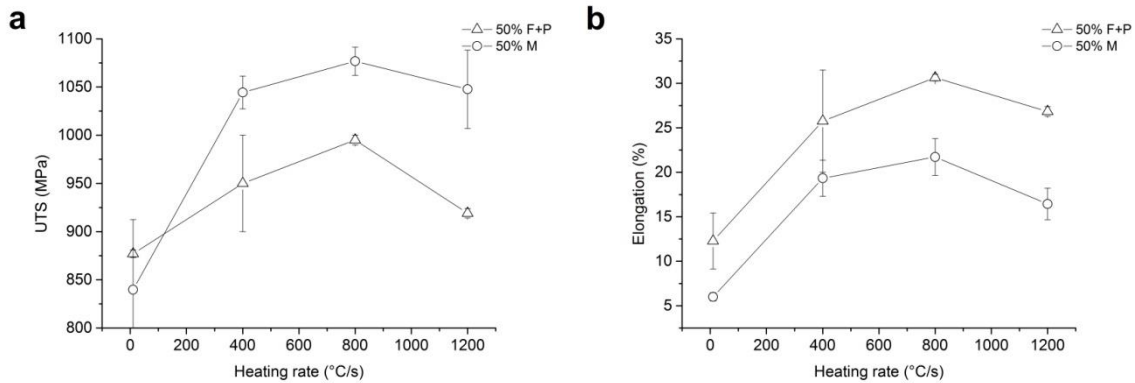 a
50% F+P
50% M
1100
1050
1000
950
900
850
800
UTS (MPa)
0 200 400 600 800 1000 1200
Heating rate (°C/s)
b
50% F+P
50% M
35
30
25
20
15
10
5
Elongation (%)
0 200 400 600 800 1000 1200
Heating rate (°C/s)